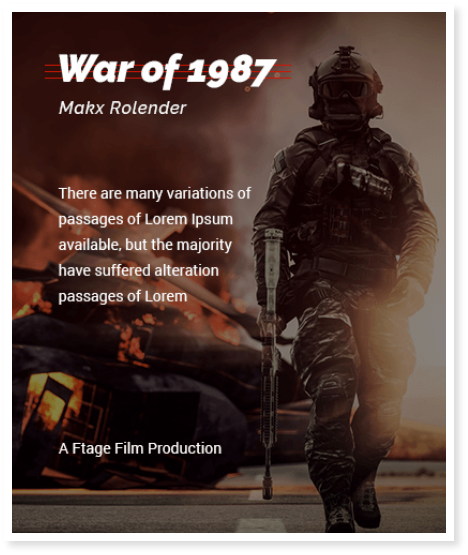 War of 1987
Makx Rolender
There are many variations of
passages of Lorem Ipsum
available, but the majority
have suffered alteration
passages of Lorem
A Ftage Film Production